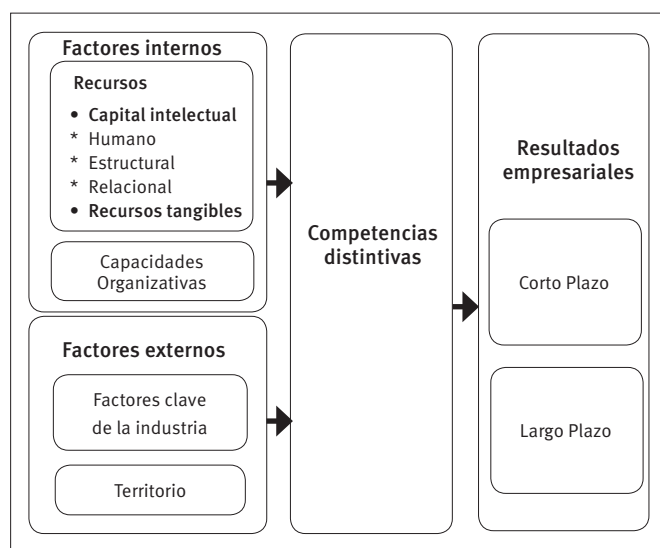 Factores internos
Recursos
• Capital intelectual
* Humano
* Estructural
* Relacional
• Recursos tangibles
Capacidades
Organizativas
Factores externos
Factores clave
de la industria
Territorio
Competencias
distintivas
Resultados
empresariales
Corto Plazo
Largo Plazo